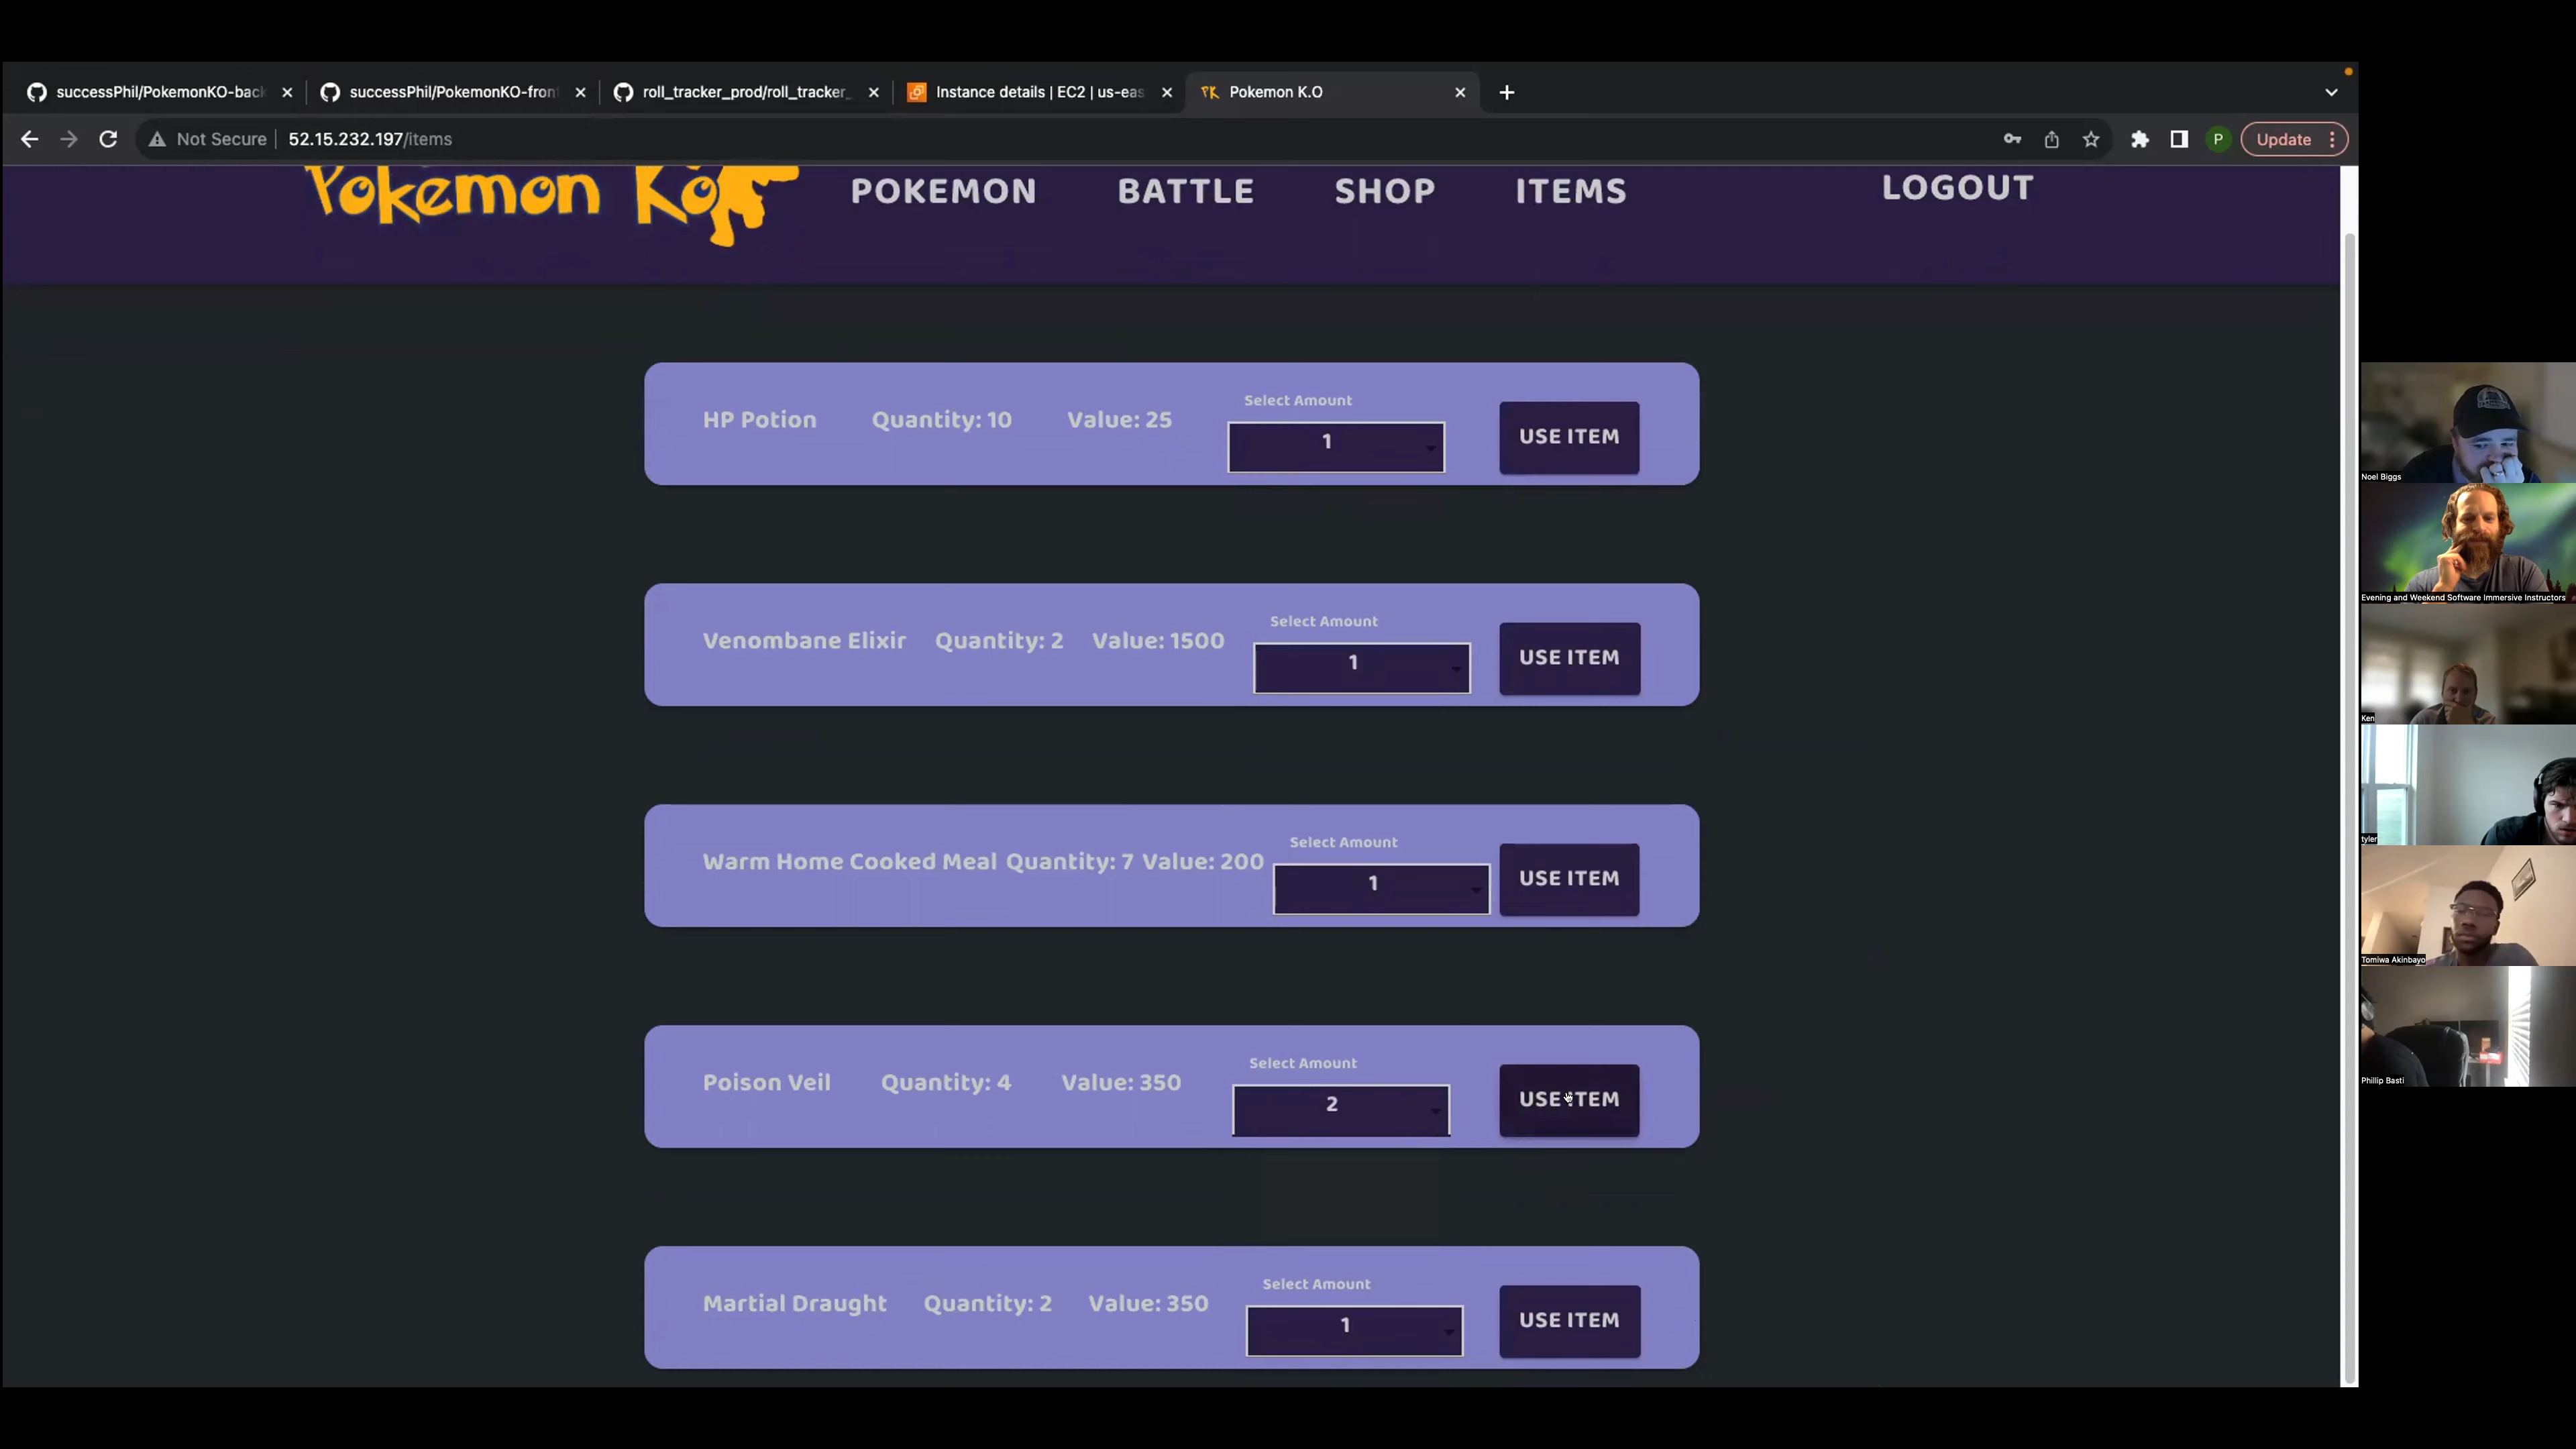 successPhil/PokemonKO-back
successPhil/PokemonKO-fron
roll_tracker_prod/roll_tracker_
Instance details | EC2 | us-eas
Pokemon K.O
Not Secure
52.15.232.197/items
P
Update
Pokemon Ko
POKEMON
BATTLE
SHOP
ITEMS
LOGOUT
HP Potion
Quantity: 10
Value: 25
Select Amount
1
USE ITEM
Venombane Elixir
Quantity: 2
Value: 1500
Select Amount
1
USE ITEM
Warm Home Cooked Meal
Quantity: 7
Value: 200
Select Amount
1
USE ITEM
Poison Veil
Quantity: 4
Value: 350
Select Amount
2
USE ITEM
Martial Draught
Quantity: 2
Value: 350
Select Amount
1
USE ITEM
Noel Biggs
Evening and Weekend Software Immersive Instructors
Ken
tyler
Tomiwa Akinbayo
Phillip Basti